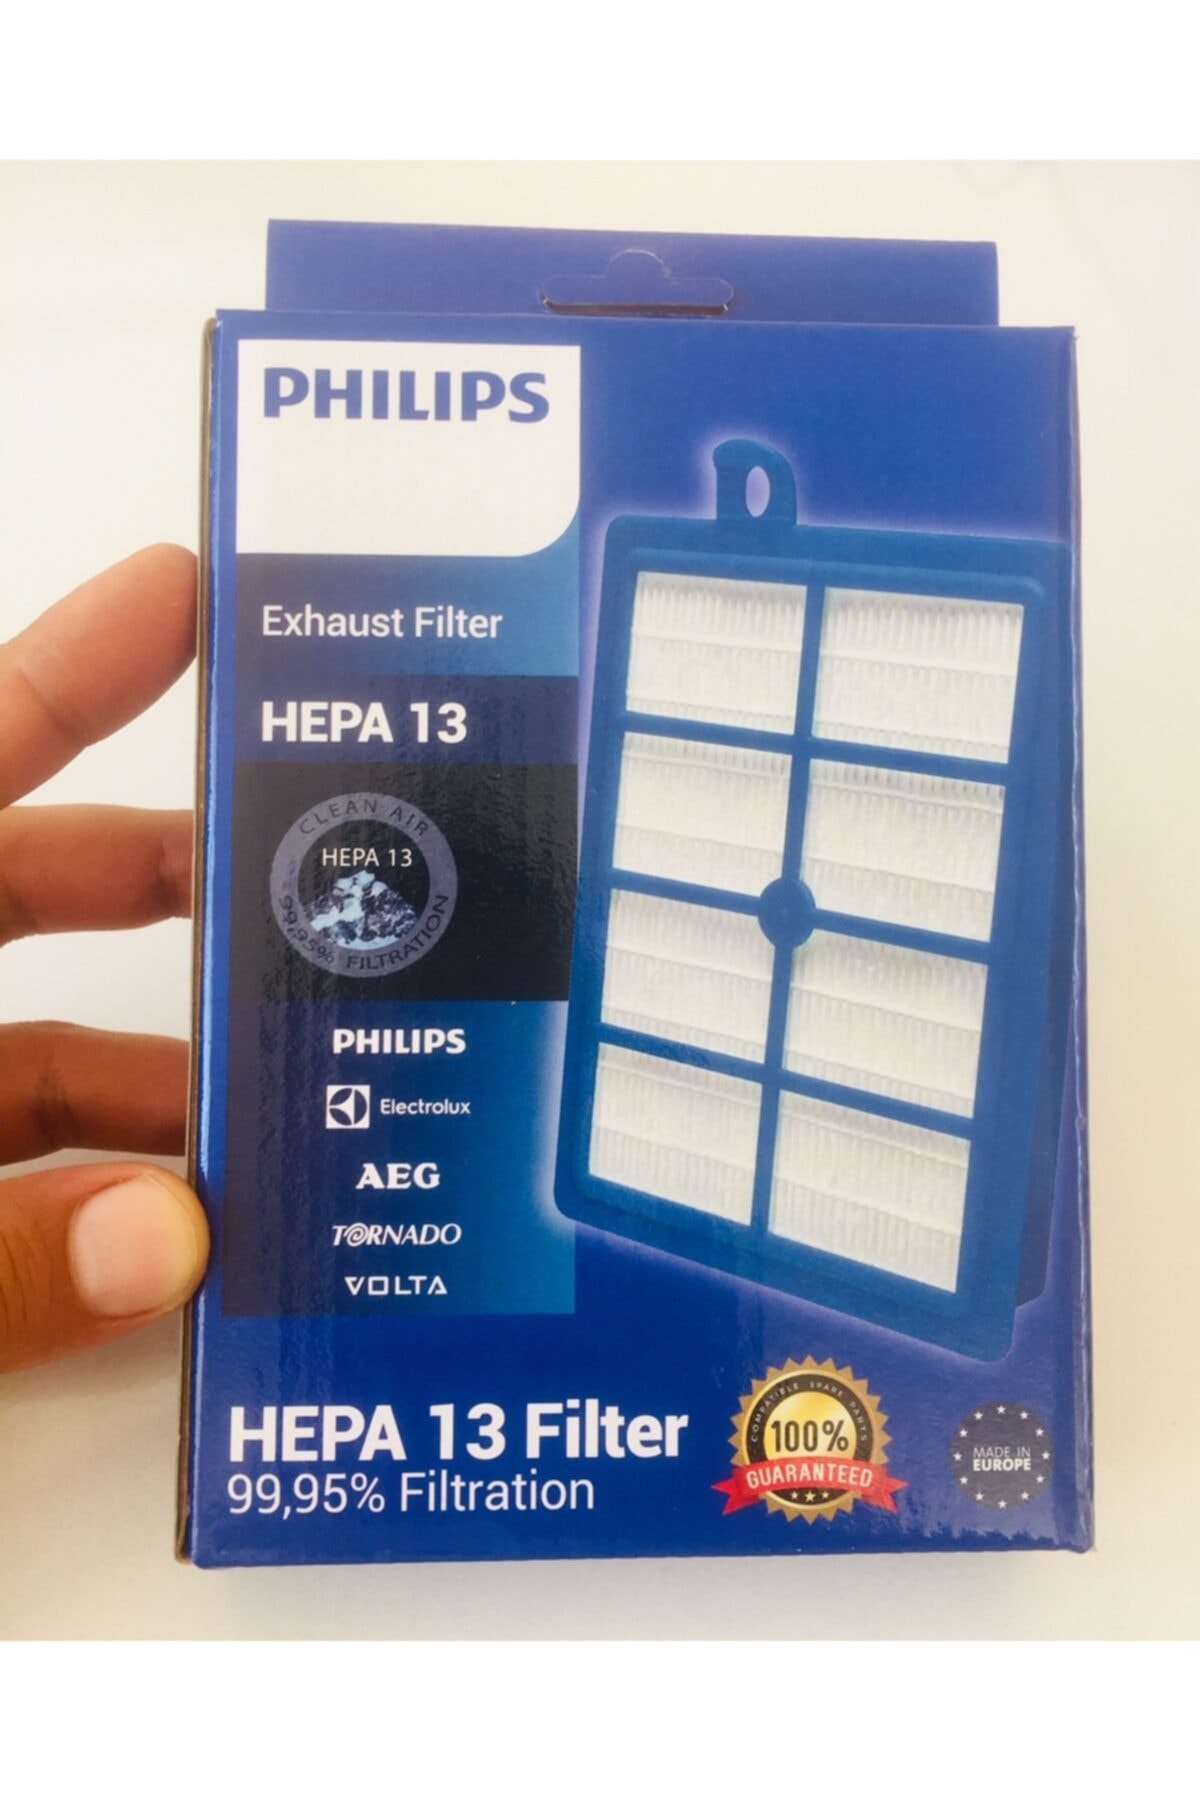 PHILIPS
Exhaust Filter
HEPA 13
CLEAN AIR
HEPA 13
99,95% FILTRATION
PHILIPS
Electrolux
AEG
TORNADO
VOLTA
HEPA 13 Filter
99,95% Filtration
COMPATIBLE SPARE PARTS
100%
GUARANTEED
MADE IN
EUROPE